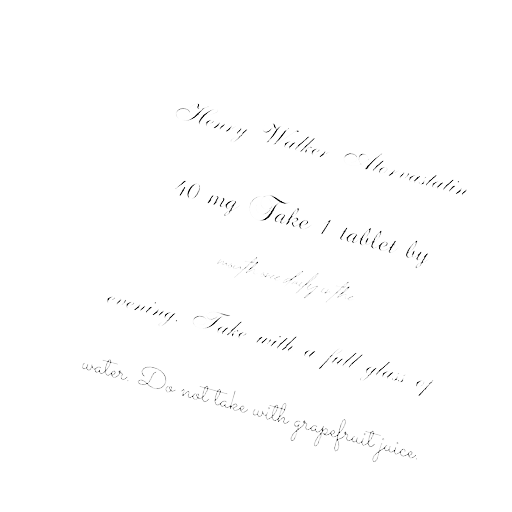 Henry Walker Atorvastatin
40 mg Take 1 tablet by
evening. Take with a full glass of
water. Do not take with grapefruit juice.